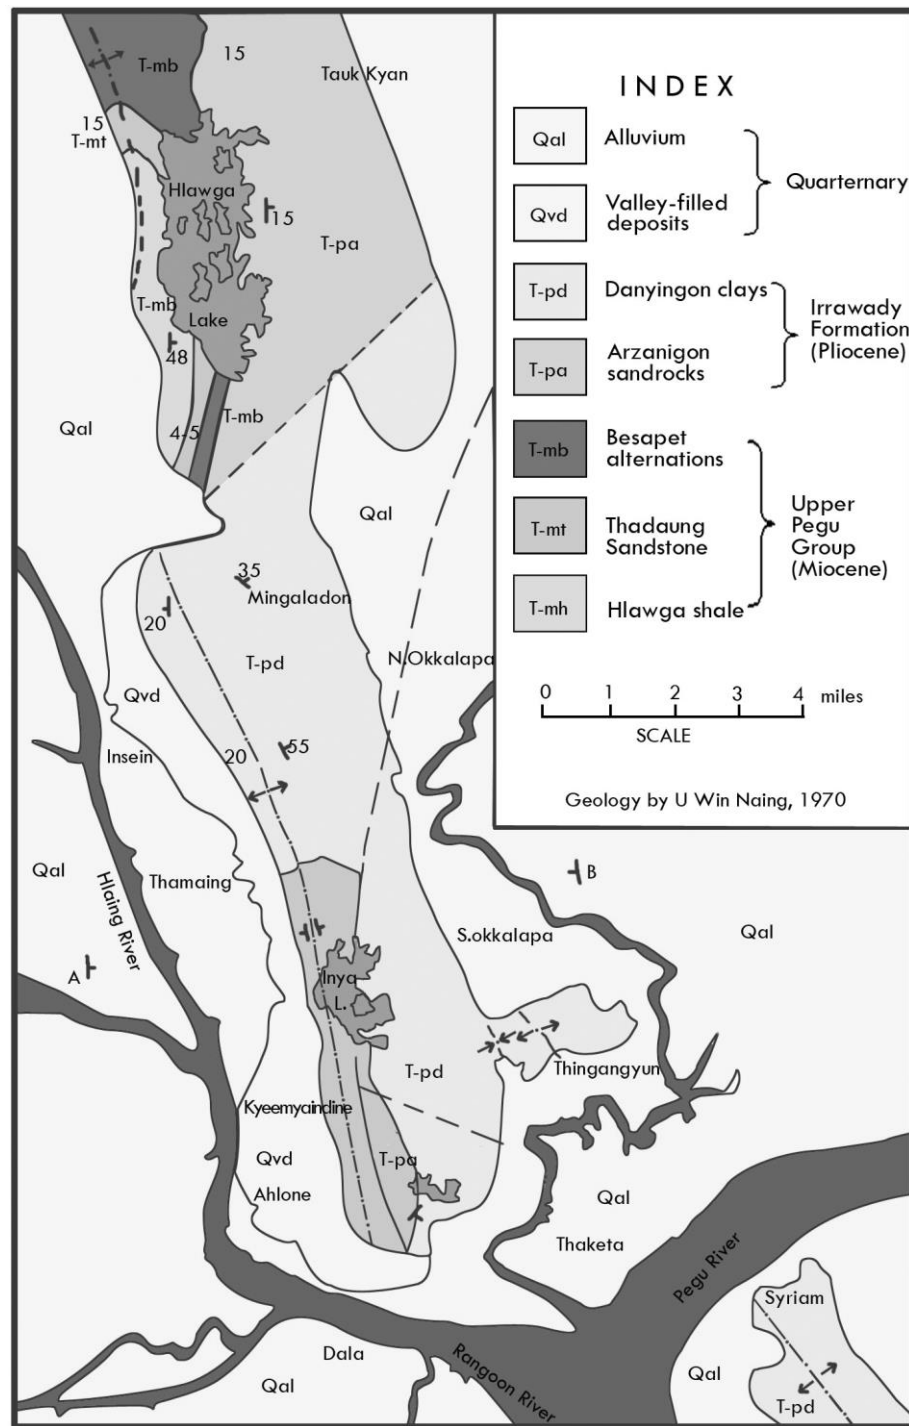 INDEX
Qal Alluvium
Qvd Valley-filled
deposits
Quarternary
T-pd Danyingon clays
T-pa Arzanigon
sandrocks
Irrawady
Formation
(Pliocene)
T-mb Besapet
alternations
T-mt Thadaung
Sandstone
T-mh Hlawga shale
Upper
Pegu
Group
(Miocene)
0 1 2 3 4 miles
SCALE
Geology by U Win Naing, 1970
T-mb
15
Tauk Kyan
15
T-mt
Hlawga
15
T-pa
T-mb
Lake
48
T-mb
4-5
Qal
Qal
35
Mingaladon
20
T-pd
N.Okkalapa
Qvd
Insein
20
55
Qal
Thamaing
Hlaing River
B
S.okkalapa
Qal
A
Inya
L.
T-pd
Thingangyun
Kyeemyaindine
Qvd
T-pa
Ahlone
Qal
Thaketa
Pegu River
Syriam
Dala
Qal
Rangoon River
Qal
T-pd